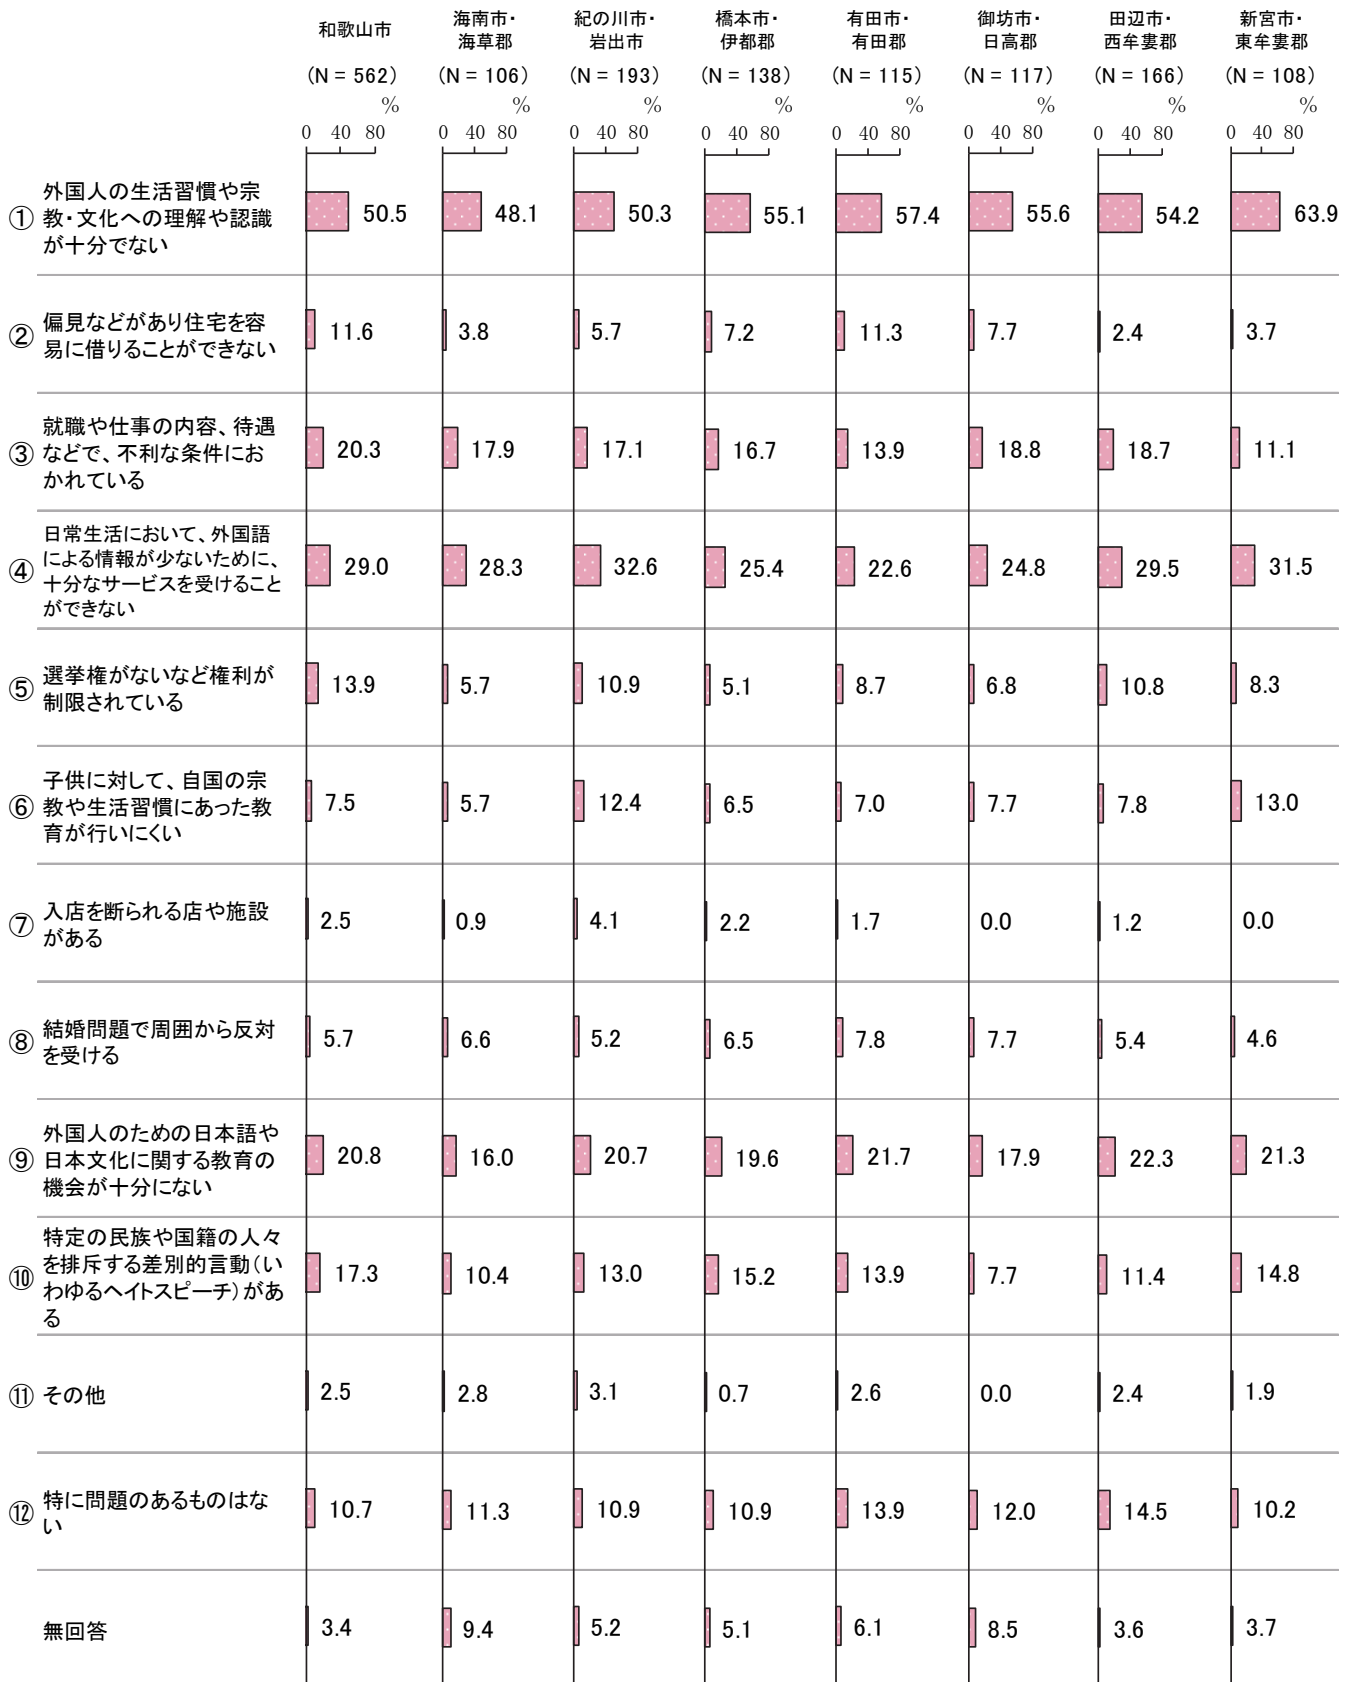 和歌山市 海南市・ 紀の川市・ 橋本市・ 有田市・ 御坊市・ 田辺市・ 新宮市・
海草郡 岩出市 伊都郡 有田郡 日高郡 西牟婁郡 東牟婁郡
(N = 562) (N = 106) (N = 193) (N = 138) (N = 115) (N = 117) (N = 166) (N = 108)
% % % % % % % %
0 40 80 0 40 80 0 40 80 0 40 80 0 40 80 0 40 80 0 40 80 0 40 80
① 外国人の生活習慣や宗
教・文化への理解や認識
が十分でない
50.5 48.1 50.3 55.1 57.4 55.6 54.2 63.9
② 偏見などがあり住宅を容
易に借りることができない
11.6 3.8 5.7 7.2 11.3 7.7 2.4 3.7
③ 就職や仕事の内容、待遇
などで、不利な条件にお
かれている
20.3 17.9 17.1 16.7 13.9 18.8 18.7 11.1
④ 日常生活において、外国語
による情報が少ないために、
十分なサービスを受けること
ができない
29.0 28.3 32.6 25.4 22.6 24.8 29.5 31.5
⑤ 選挙権がないなど権利が
制限されている
13.9 5.7 10.9 5.1 8.7 6.8 10.8 8.3
⑥ 子供に対して、自国の宗
教や生活習慣にあった教
育が行いにくい
7.5 5.7 12.4 6.5 7.0 7.7 7.8 13.0
⑦ 入店を断られる店や施設
がある
2.5 0.9 4.1 2.2 1.7 0.0 1.2 0.0
⑧ 結婚問題で周囲から反対
を受ける
5.7 6.6 5.2 6.5 7.8 7.7 5.4 4.6
⑨ 外国人のための日本語や
日本文化に関する教育の
機会が十分にない
20.8 16.0 20.7 19.6 21.7 17.9 22.3 21.3
⑩ 特定の民族や国籍の人々
を排斥する差別的言動(い
わゆるヘイトスピーチ)があ
る
17.3 10.4 13.0 15.2 13.9 7.7 11.4 14.8
⑪ その他
2.5 2.8 3.1 0.7 2.6 0.0 2.4 1.9
⑫ 特に問題のあるものはな
い
10.7 11.3 10.9 10.9 13.9 12.0 14.5 10.2
無回答
3.4 9.4 5.2 5.1 6.1 8.5 3.6 3.7